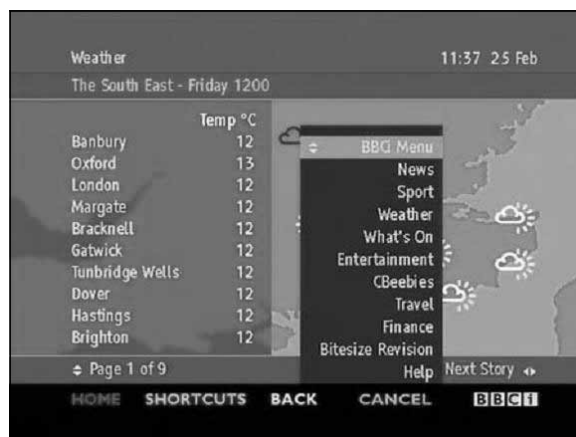 Weather 11:37 25 Feb
The South East - Friday 1200
Temp °C
Banbury 12
Oxford 13
London 12
Margate 12
Bracknell 12
Gatwick 12
Tunbridge Wells 12
Dover 12
Hastings 12
Brighton 12
BBCi Menu
News
Sport
Weather
What's On
Entertainment
CBeebies
Travel
Finance
Bitesize Revision
Help
Page 1 of 9 Next Story
HOME SHORTCUTS BACK CANCEL BBCi